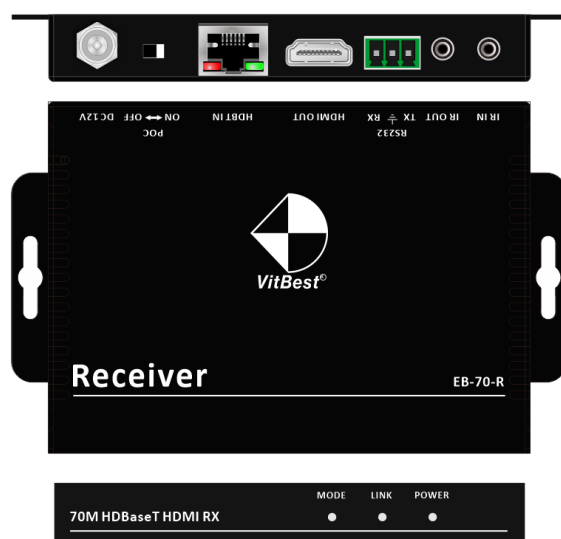 DC12V OFF ↔ ON HDBT IN HDMI OUT RX ⏚ TX IR OUT IR IN
POC RS232
VitBest®
Receiver
EB-70-R
MODE LINK POWER
70M HDBaseT HDMI RX